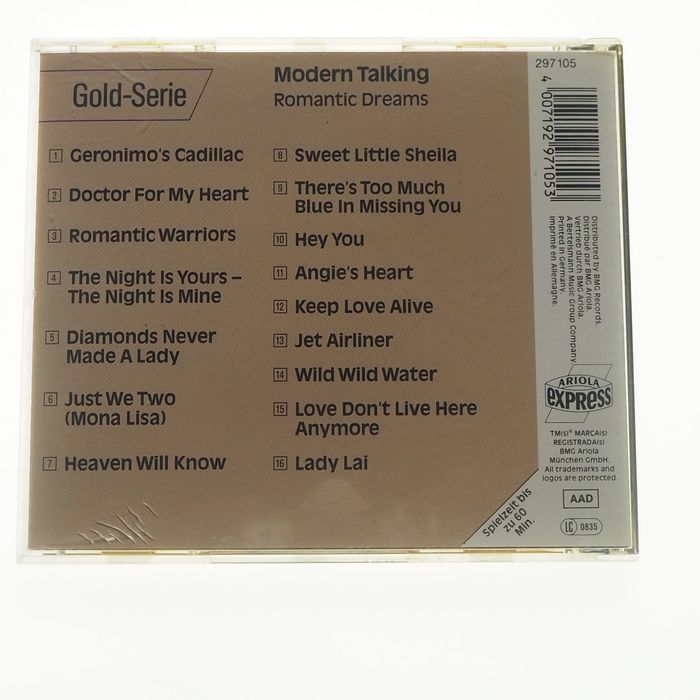 Gold-Serie
Modern Talking
Romantic Dreams
1 Geronimo's Cadillac
2 Doctor For My Heart
3 Romantic Warriors
4 The Night Is Yours –
The Night Is Mine
5 Diamonds Never
Made A Lady
6 Just We Two
(Mona Lisa)
7 Heaven Will Know
8 Sweet Little Sheila
9 There's Too Much
Blue In Missing You
10 Hey You
11 Angie's Heart
12 Keep Love Alive
13 Jet Airliner
14 Wild Wild Water
15 Love Don't Live Here
Anymore
16 Lady Lai
Spielzeit bis
zu 60
Min.
297 105
4 007192 971053
Distributed by BMG Records.
Distribué par BMG Ariola.
Vertrieb durch BMG Ariola.
A Bertelsmann Music Group Company.
Printed in Germany.
Imprimé en Allemagne.
ARIOLA
EXPRESS
TM(S)® MARCA(S)
REGISTRADA(S)
BMG Ariola
München GmbH.
All trademarks and
logos are protected.
AAD
LC 0835